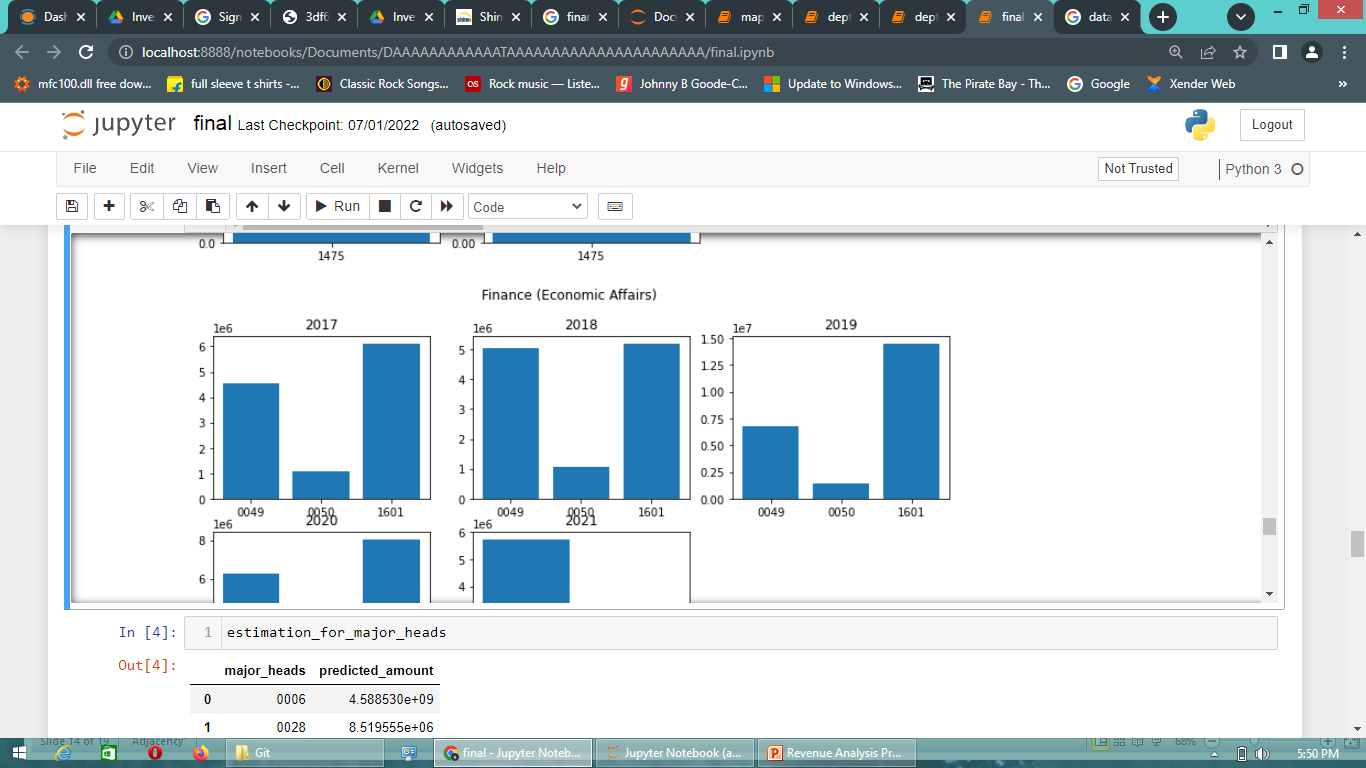 Dash Inve Sign 3df6 Inve Shin finar Docu map dept dept final data
localhost:8888/notebooks/Documents/DAAAAAAAAAAAATAAAAAAAAAAAAAAAAAAAAAA/final.ipynb
mfc100.dll free dow... full sleeve t shirts -... Classic Rock Songs... Rock music — Liste... Johnny B Goode-C... Update to Windows... The Pirate Bay - Th... Google Xender Web »
jupyter final Last Checkpoint: 07/01/2022 (autosaved) Logout
File Edit View Insert Cell Kernel Widgets Help Not Trusted Python 3
Run Code
0.0 0.00
1475 1475
Finance (Economic Affairs)
2017 2018 2019
1e6 1e6 1e7
6 5 4 3 2 1 0
5 4 3 2 1 0
1.50 1.25 1.00 0.75 0.50 0.25 0.00
0049 0050 1601 0049 0050 1601 0049 0050 1601
2020 2021
1e6 1e6
8 6
6 5 4
In [4]: 1 estimation_for_major_heads
Out[4]:
major_heads predicted_amount
0 0006 4.588530e+09
1 0028 8.519555e+06
Slide 14 of 19 "Adjacency" 68%
Git final - Jupyter Noteb... Jupyter Notebook (a... Revenue Analysis Pr... 5:50 PM